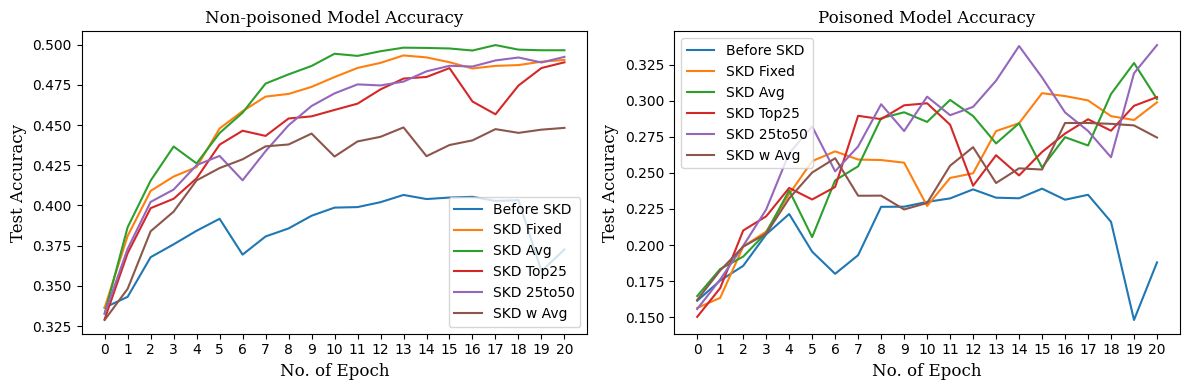 Non-poisoned Model Accuracy
Test Accuracy
0.500
0.475
0.450
0.425
0.400
0.375
0.350
0.325
Before SKD
SKD Fixed
SKD Avg
SKD Top25
SKD 25to50
SKD w Avg
0 1 2 3 4 5 6 7 8 9 10 11 12 13 14 15 16 17 18 19 20
No. of Epoch
Poisoned Model Accuracy
Test Accuracy
0.325
0.300
0.275
0.250
0.225
0.200
0.175
0.150
Before SKD
SKD Fixed
SKD Avg
SKD Top25
SKD 25to50
SKD w Avg
0 1 2 3 4 5 6 7 8 9 10 11 12 13 14 15 16 17 18 19 20
No. of Epoch